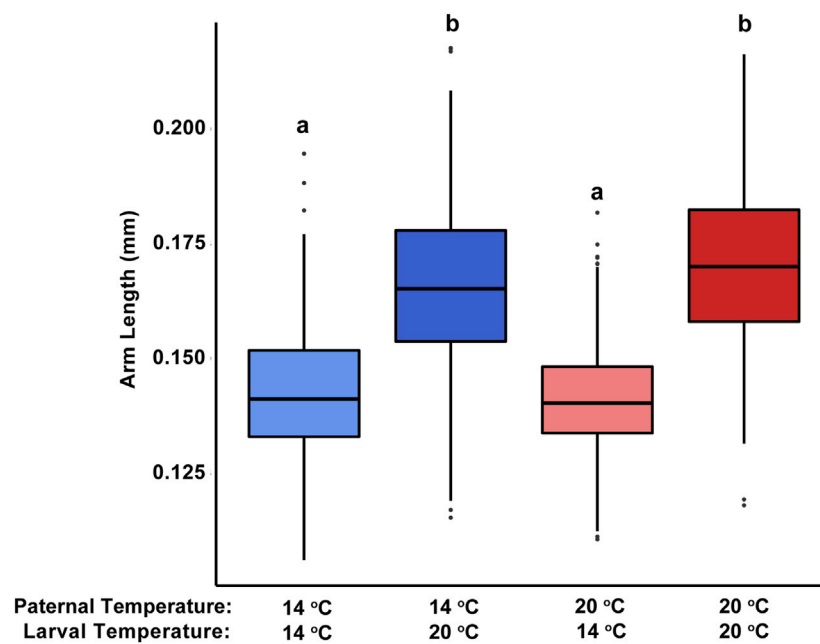 b
b
a
a
0.200
0.175
0.150
0.125
Arm Length (mm)
Paternal Temperature: 14 °C 14 °C 20 °C 20 °C
Larval Temperature: 14 °C 20 °C 14 °C 20 °C